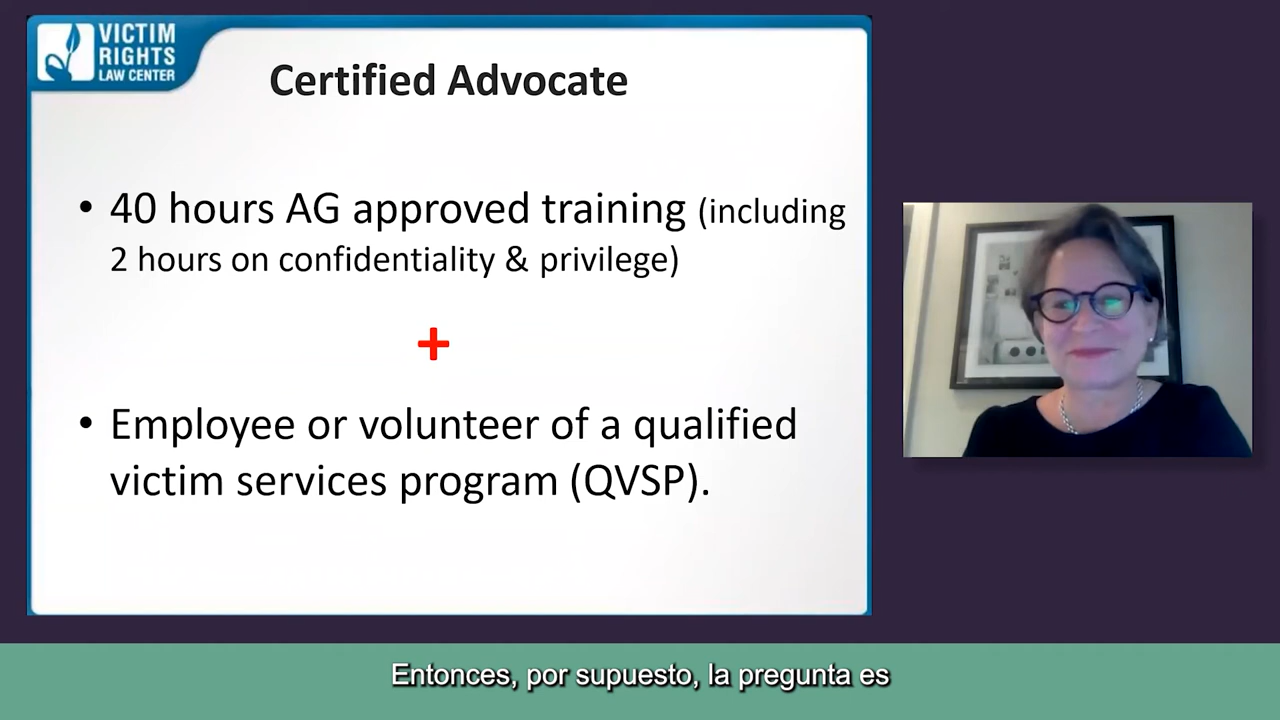 VICTIM
RIGHTS
LAW CENTER
Certified Advocate
• 40 hours AG approved training (including
2 hours on confidentiality & privilege)
+
• Employee or volunteer of a qualified
victim services program (QVSP).
Entonces, por supuesto, la pregunta es